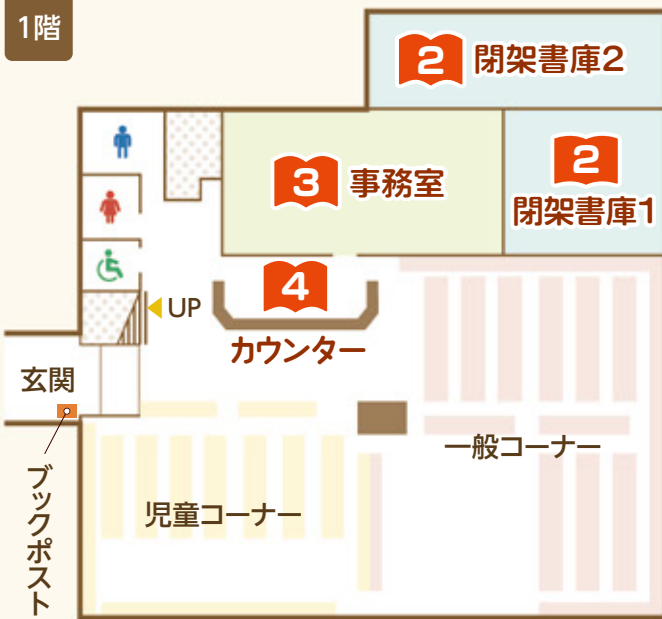 1階
2 閉架書庫2
3 事務室
2
閉架書庫1
4
カウンター
UP
玄関
ブックポスト
一般コーナー
児童コーナー